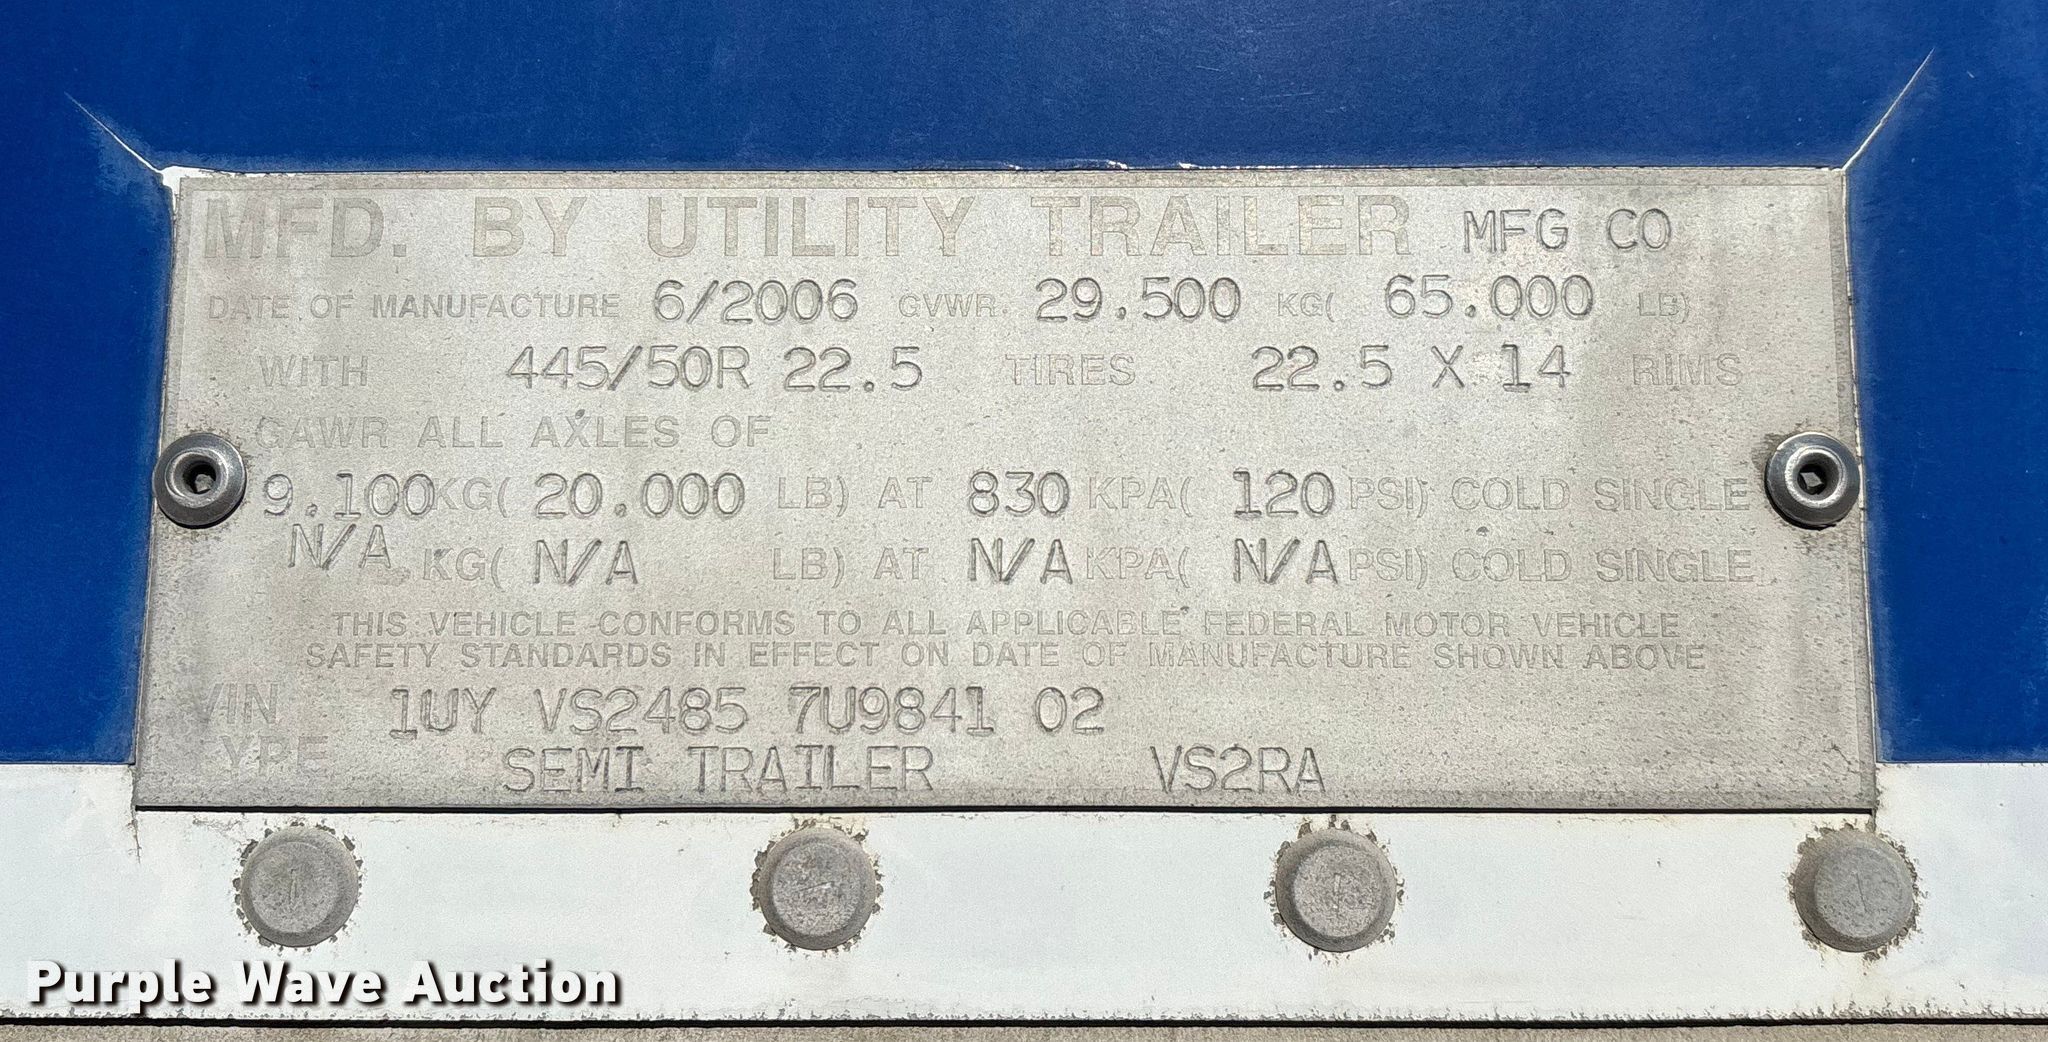 MFD. BY UTILITY TRAILER MFG CO
DATE OF MANUFACTURE 6/2006 GVWR 29.500 KG( 65.000 LB)
WITH 445/50R 22.5 TIRES 22.5 X 14 RIMS
GAWR ALL AXLES OF
9.100 KG( 20.000 LB) AT 830 KPA( 120 PSI) COLD SINGLE
N/A KG( N/A LB) AT N/A KPA( N/A PSI) COLD SINGLE
THIS VEHICLE CONFORMS TO ALL APPLICABLE FEDERAL MOTOR VEHICLE
SAFETY STANDARDS IN EFFECT ON DATE OF MANUFACTURE SHOWN ABOVE
VIN 1UY VS2485 7U9841 02
TYPE SEMI TRAILER VS2RA
Purple Wave Auction